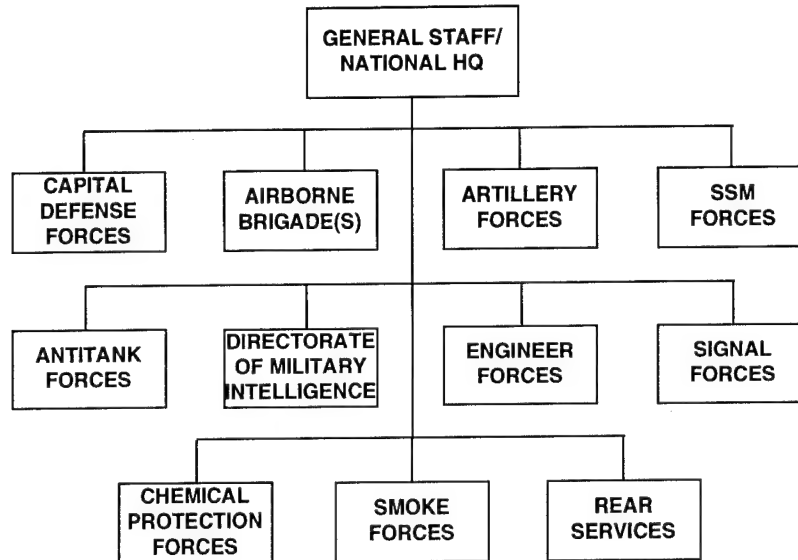 GENERAL STAFF/
NATIONAL HQ
CAPITAL
DEFENSE
FORCES
AIRBORNE
BRIGADE(S)
ARTILLERY
FORCES
SSM
FORCES
ANTITANK
FORCES
DIRECTORATE
OF MILITARY
INTELLIGENCE
ENGINEER
FORCES
SIGNAL
FORCES
CHEMICAL
PROTECTION
FORCES
SMOKE
FORCES
REAR
SERVICES